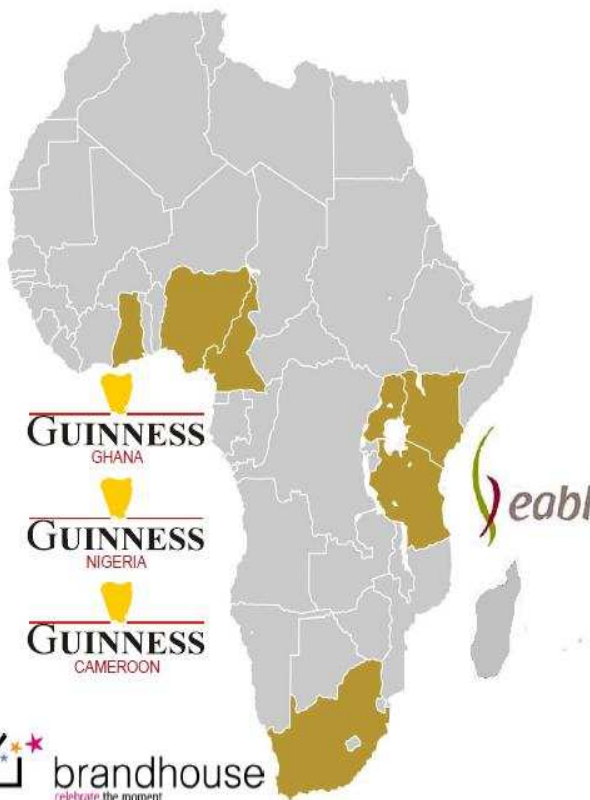 GUINNESS
GHANA
GUINNESS
NIGERIA
GUINNESS
CAMEROON
eabl
brandhouse
celebrate the moment